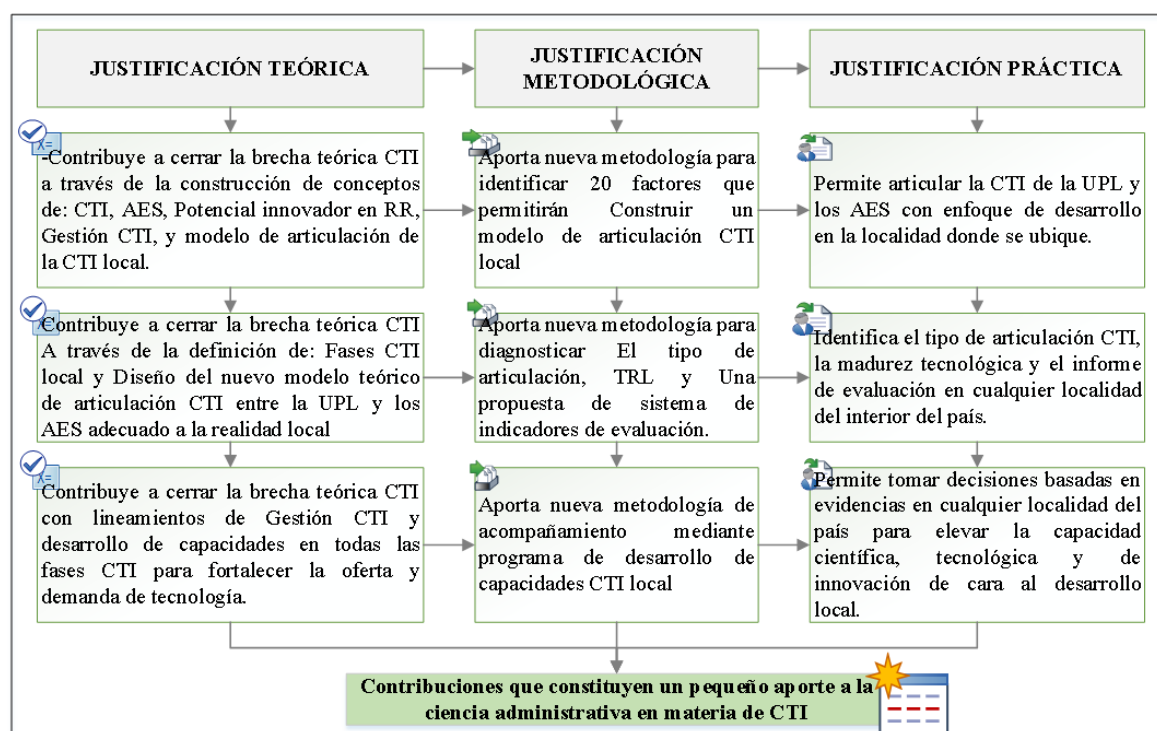 JUSTIFICACIÓN TEÓRICA
JUSTIFICACIÓN
METODOLÓGICA
JUSTIFICACIÓN PRÁCTICA
-Contribuye a cerrar la brecha teórica CTI
a través de la construcción de conceptos
de: CTI, AES, Potencial innovador en RR,
Gestión CTI, y modelo de articulación de
la CTI local.
Aporta nueva metodología para
identificar 20 factores que
permitirán Construir un
modelo de articulación CTI
local
Permite articular la CTI de la UPL y
los AES con enfoque de desarrollo
en la localidad donde se ubique.
Contribuye a cerrar la brecha teórica CTI
A través de la definición de: Fases CTI
local y Diseño del nuevo modelo teórico
de articulación CTI entre la UPL y los
AES adecuado a la realidad local
Aporta nueva metodología para
diagnosticar El tipo de
articulación, TRL y Una
propuesta de sistema de
indicadores de evaluación.
Identifica el tipo de articulación CTI,
la madurez tecnológica y el informe
de evaluación en cualquier localidad
del interior del país.
Contribuye a cerrar la brecha teórica CTI
con lineamientos de Gestión CTI y
desarrollo de capacidades en todas las
fases CTI para fortalecer la oferta y
demanda de tecnología.
Aporta nueva metodología de
acompañamiento mediante
programa de desarrollo de
capacidades CTI local
Permite tomar decisiones basadas en
evidencias en cualquier localidad del
país para elevar la capacidad
científica, tecnológica y de
innovación de cara al desarrollo
local.
Contribuciones que constituyen un pequeño aporte a la
ciencia administrativa en materia de CTI